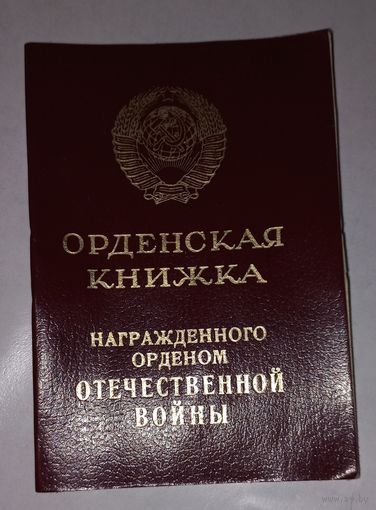 ОРДЕНСКАЯ
КНИЖКА
НАГРАЖДЕННОГО
ОРДЕНОМ
ОТЕЧЕСТВЕННОЙ
ВОЙНЫ